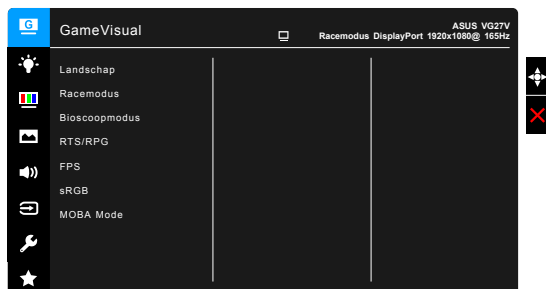 G
GameVisual
ASUS VG27V
Racemodus DisplayPort 1920x1080@ 165Hz
Landschap
Racemodus
Bioscoopmodus
RTS/RPG
FPS
sRGB
MOBA Mode